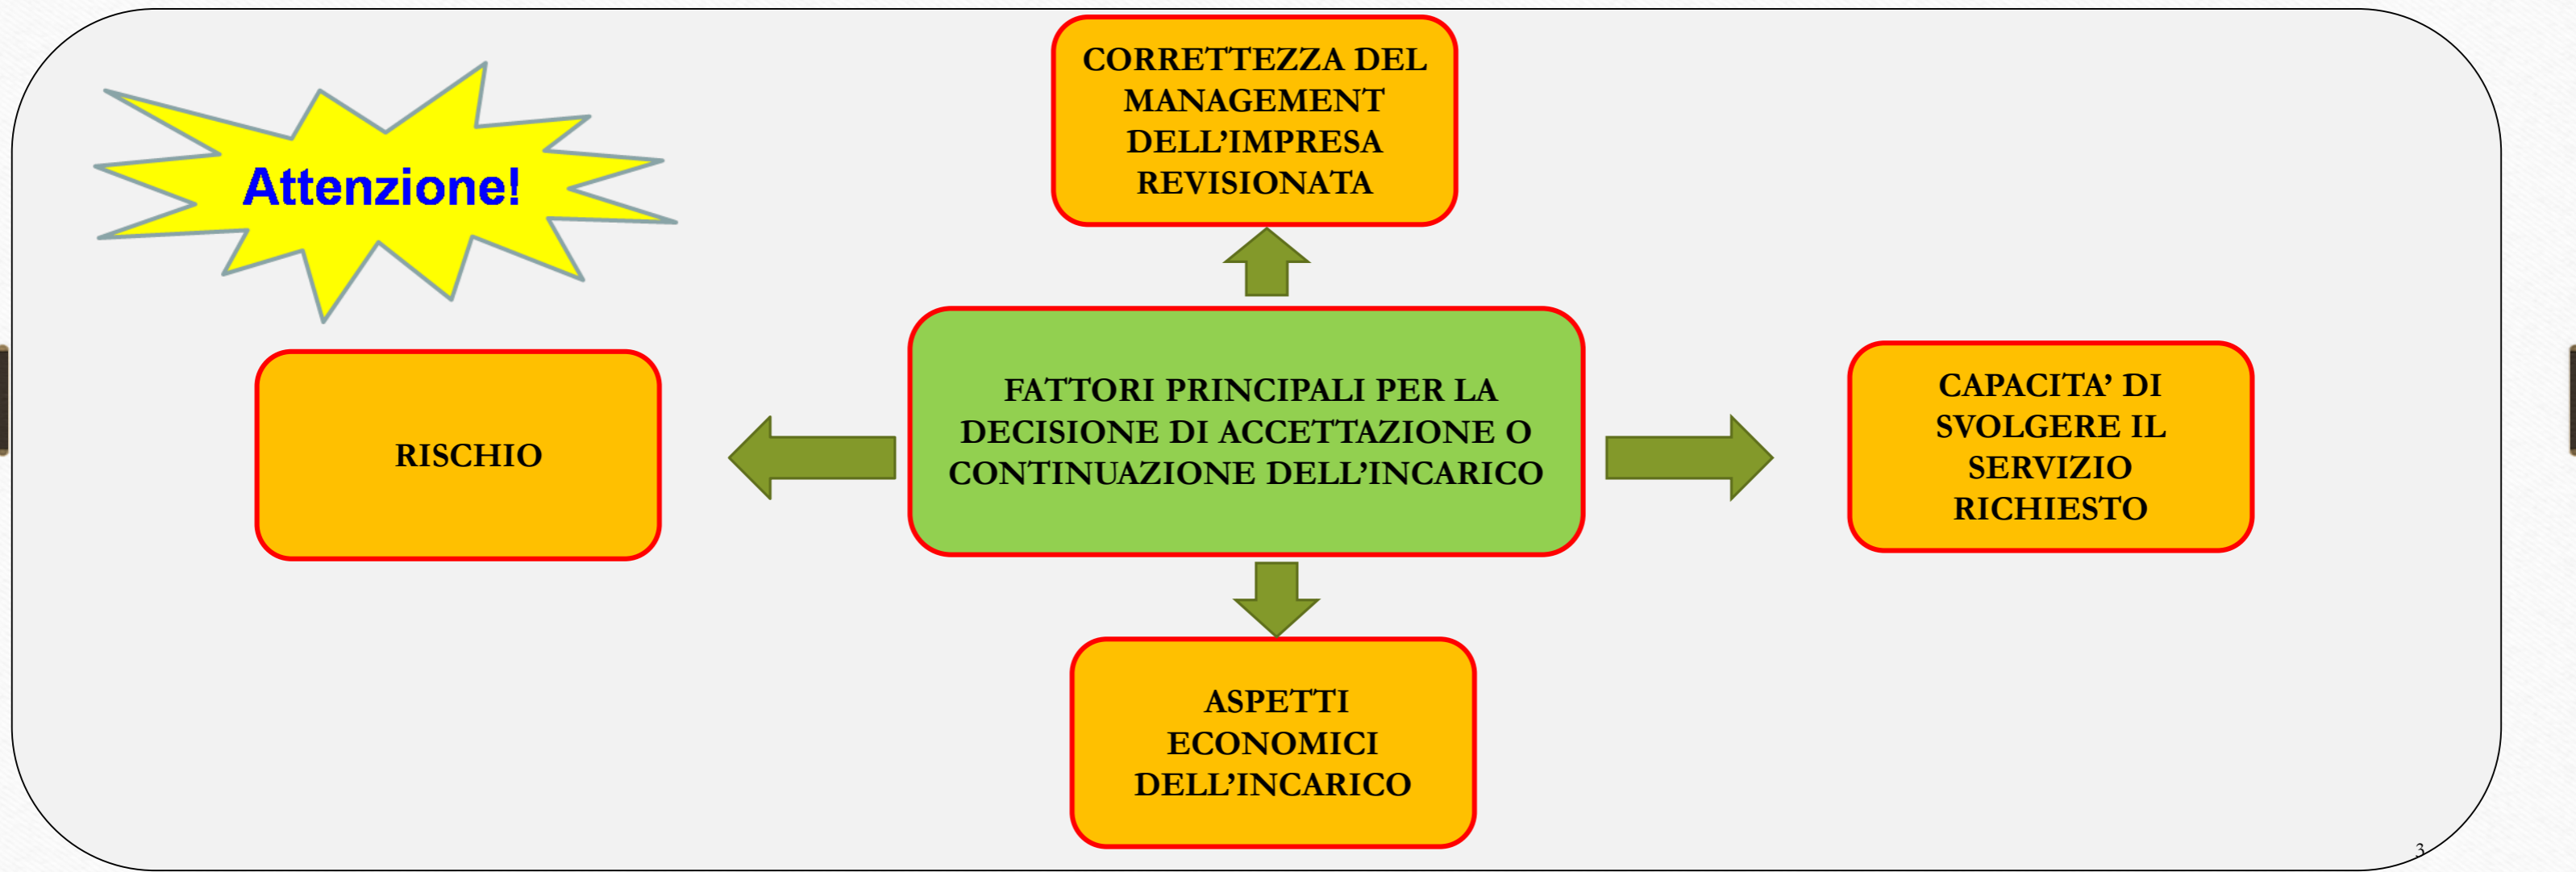 CORRETTEZZA DEL
MANAGEMENT
DELL’IMPRESA
REVISIONATA
Attenzione!
RISCHIO
FATTORI PRINCIPALI PER LA
DECISIONE DI ACCETTAZIONE O
CONTINUAZIONE DELL’INCARICO
CAPACITA’ DI
SVOLGERE IL
SERVIZIO
RICHIESTO
ASPETTI
ECONOMICI
DELL’INCARICO
3